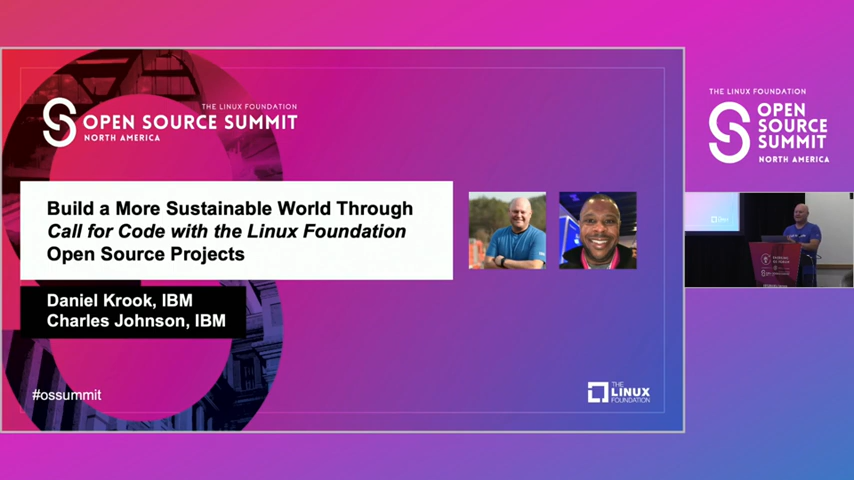 THE LINUX FOUNDATION
OPEN SOURCE SUMMIT
NORTH AMERICA
Build a More Sustainable World Through
Call for Code with the Linux Foundation
Open Source Projects
Daniel Krook, IBM
Charles Johnson, IBM
#ossummit
THE
LINUX
FOUNDATION
THE LINUX FOUNDATION
OPEN
SOURCE
SUMMIT
NORTH AMERICA